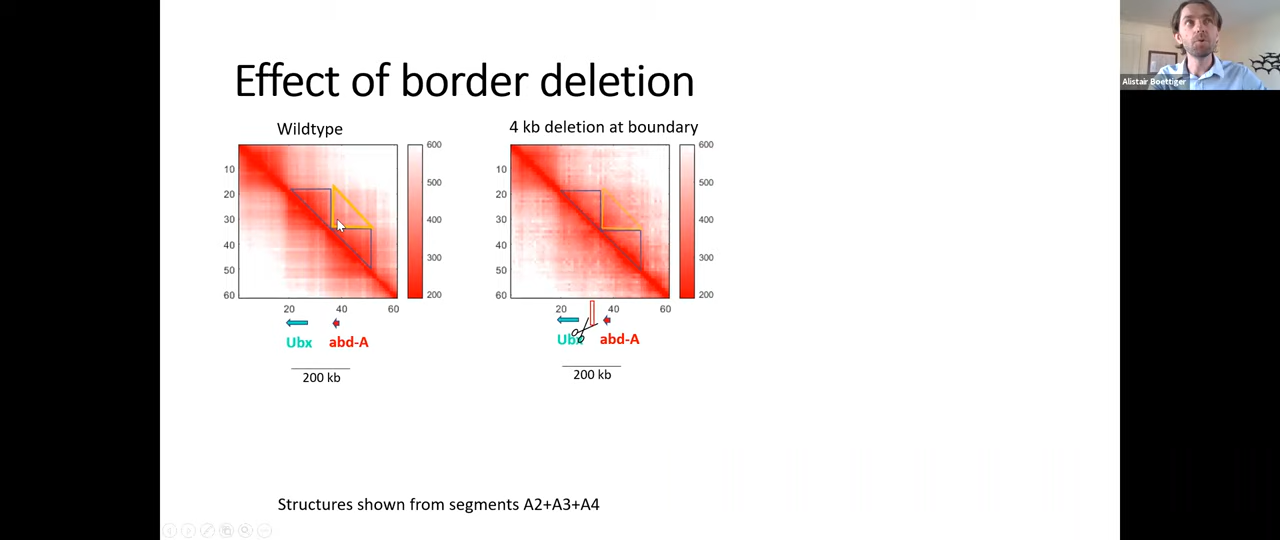 Alistair Boettiger
Effect of border deletion
Wildtype
4 kb deletion at boundary
600
500
400
300
200
10
20
30
40
50
60
20
40
60
Ubx
abd-A
200 kb
600
500
400
300
200
10
20
30
40
50
60
20
40
60
Ubx
abd-A
200 kb
Structures shown from segments A2+A3+A4